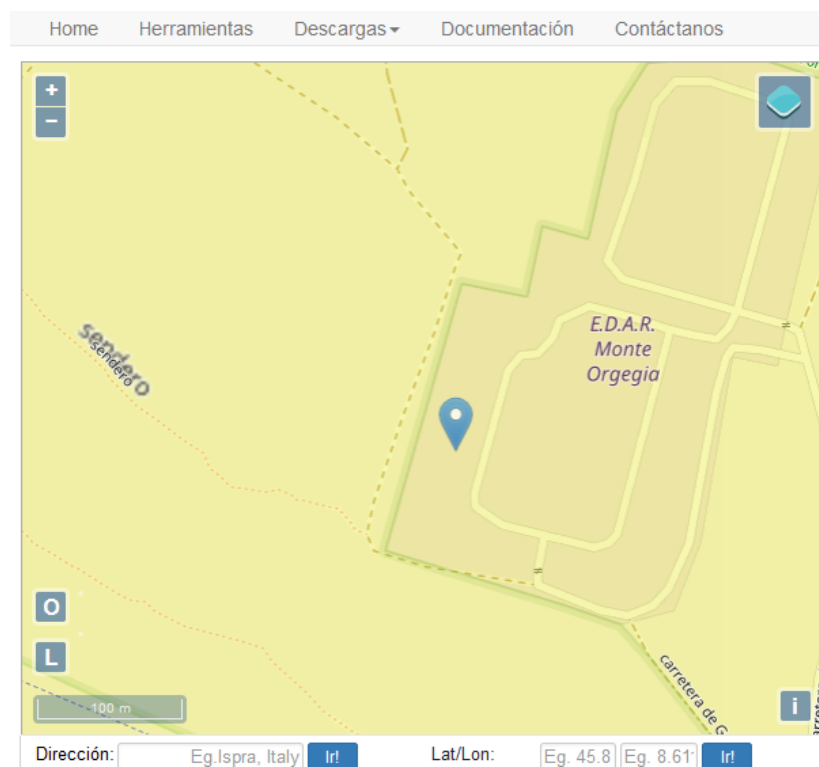 Home Herramientas Descargas Documentación Contáctanos
+
−
E.D.A.R.
Monte
Orgegia
sendero
sendero
O
L
100 m
carretera de G
i
Dirección: Eg.Ispra, Italy Ir! Lat/Lon: Eg. 45.8 Eg. 8.61 Ir!